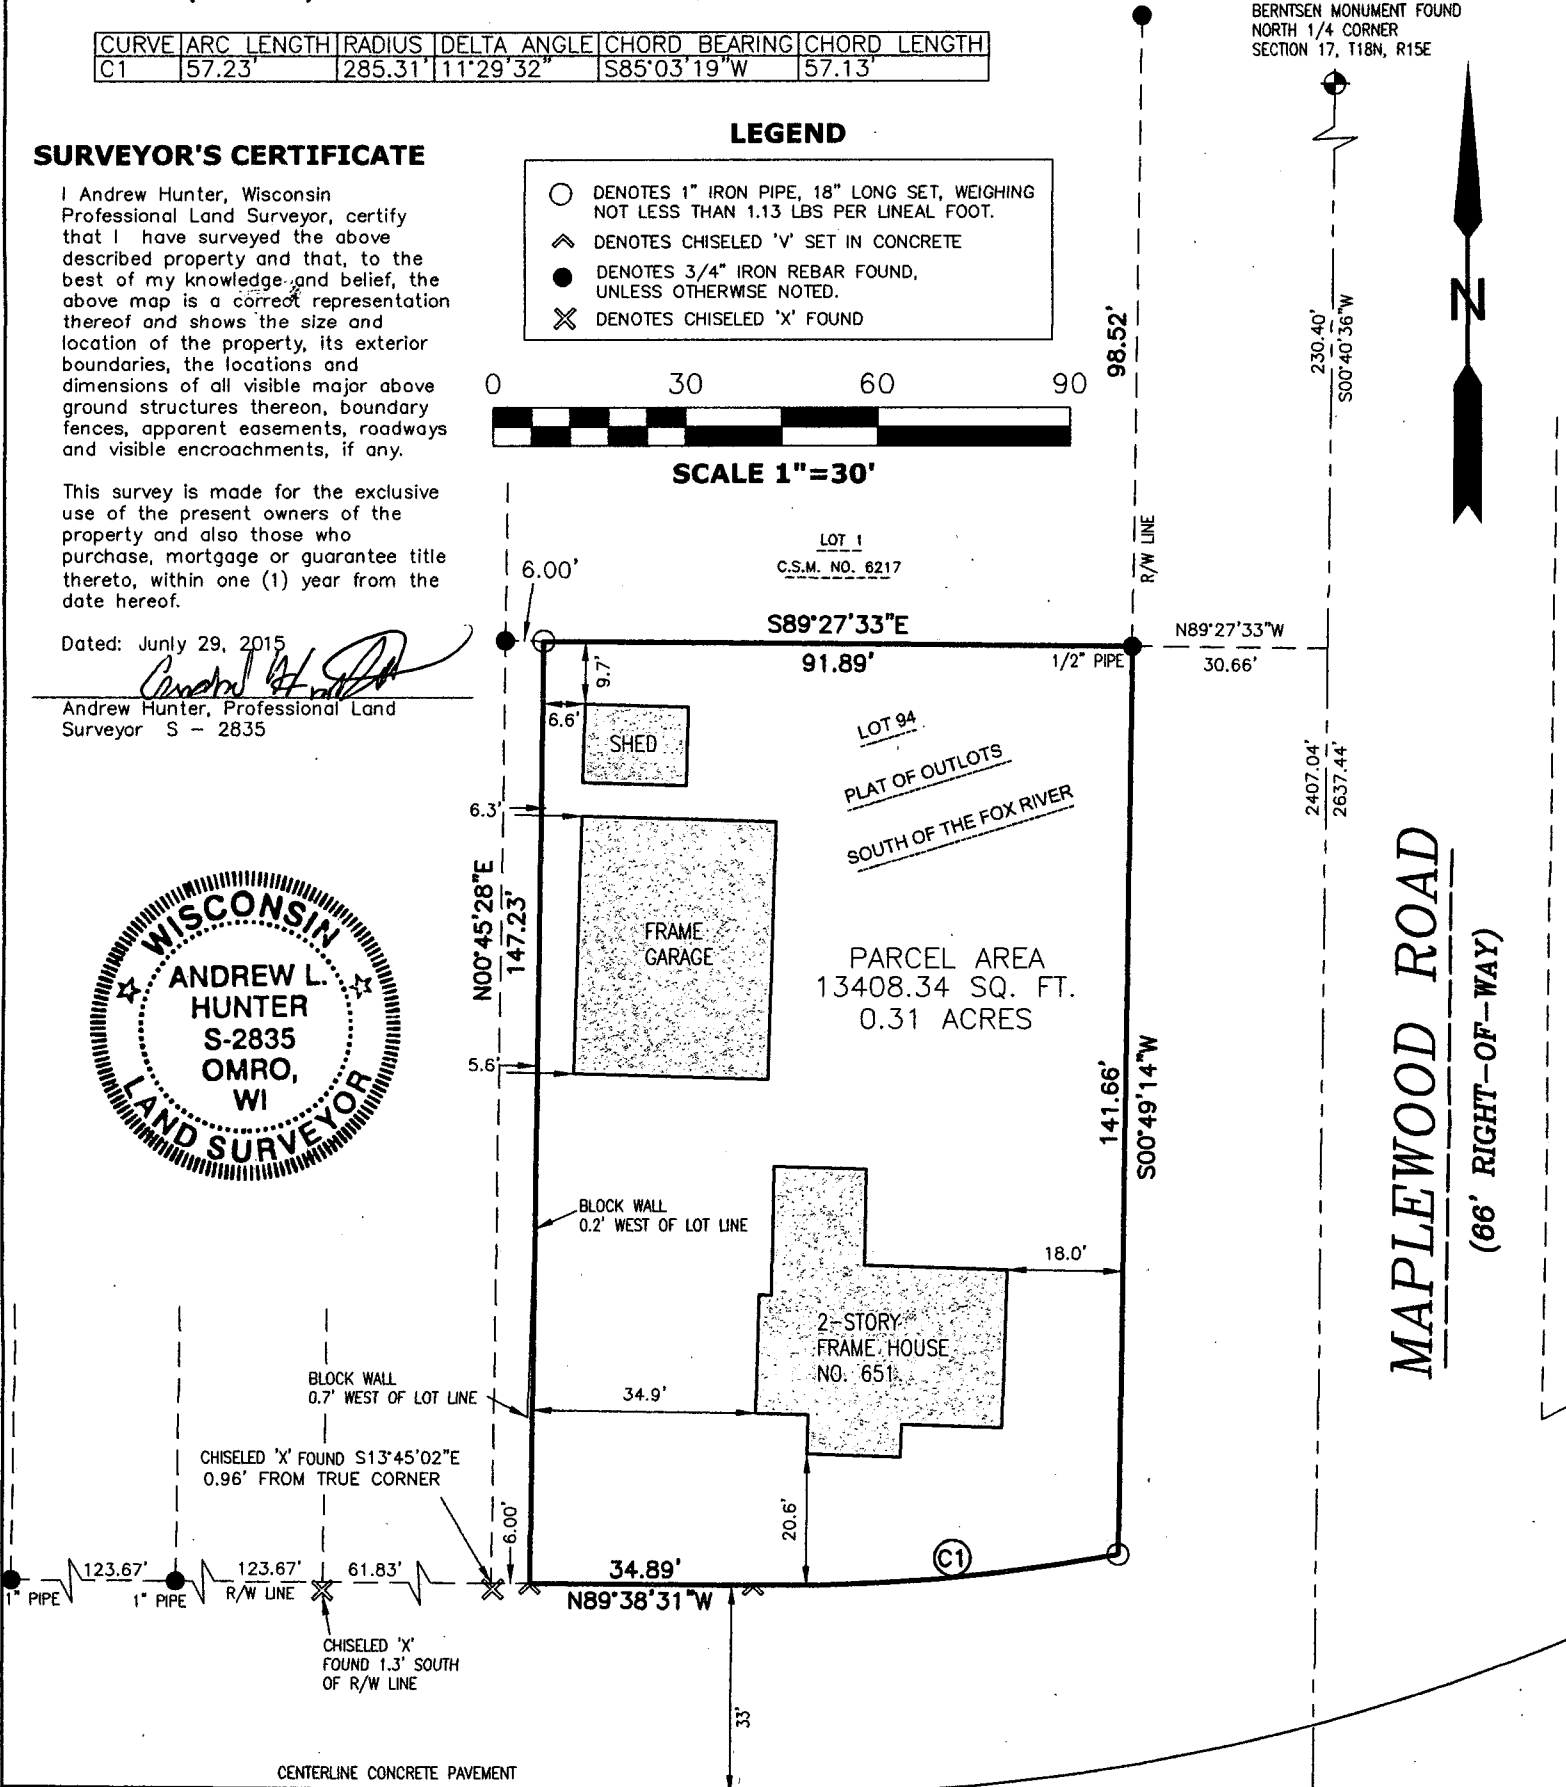 BERNTSEN MONUMENT FOUND
NORTH 1/4 CORNER
SECTION 17, T18N, R15E
CURVE ARC LENGTH RADIUS DELTA ANGLE CHORD BEARING CHORD LENGTH
C1 57.23' 285.31' 11°29'32" S85°03'19"W 57.13'
LEGEND
DENOTES 1" IRON PIPE, 18" LONG SET, WEIGHING
NOT LESS THAN 1.13 LBS PER LINEAL FOOT.
DENOTES CHISELED 'V' SET IN CONCRETE
DENOTES 3/4" IRON REBAR FOUND,
UNLESS OTHERWISE NOTED.
DENOTES CHISELED 'X' FOUND
SURVEYOR'S CERTIFICATE
I Andrew Hunter, Wisconsin
Professional Land Surveyor, certify
that I have surveyed the above
described property and that, to the
best of my knowledge and belief, the
above map is a correct representation
thereof and shows the size and
location of the property, its exterior
boundaries, the locations and
dimensions of all visible major above
ground structures thereon, boundary
fences, apparent easements, roadways
and visible encroachments, if any.
This survey is made for the exclusive
use of the present owners of the
property and also those who
purchase, mortgage or guarantee title
thereto, within one (1) year from the
date hereof.
Dated: Junly 29, 2015
Andrew Hunter, Professional Land
Surveyor S - 2835
0 30 60 90
SCALE 1"=30'
98.52'
230.40'
S00°40'36"W
N
R/W LINE
LOT 1
C.S.M. NO. 6217
6.00'
S89°27'33"E
91.89'
1/2" PIPE
N89°27'33"W
30.66'
9.7'
6.6'
SHED
LOT 94
PLAT OF OUTLOTS
SOUTH OF THE FOX RIVER
2407.04'
2637.44'
6.3'
N00°45'28"E
147.23'
FRAME
GARAGE
PARCEL AREA
13408.34 SQ. FT.
0.31 ACRES
5.6'
141.66'
S00°49'14"W
MAPLEWOOD ROAD
(66' RIGHT-OF-WAY)
WISCONSIN
ANDREW L.
HUNTER
S-2835
OMRO,
WI
LAND SURVEYOR
BLOCK WALL
0.2' WEST OF LOT LINE
18.0'
2-STORY
FRAME HOUSE
NO. 651
BLOCK WALL
0.7' WEST OF LOT LINE
34.9'
CHISELED 'X' FOUND S13°45'02"E
0.96' FROM TRUE CORNER
6.00'
20.6'
C1
34.89'
N89°38'31"W
123.67'
1" PIPE
1" PIPE
123.67'
R/W LINE
61.83'
CHISELED 'X'
FOUND 1.3' SOUTH
OF R/W LINE
33'
CENTERLINE CONCRETE PAVEMENT